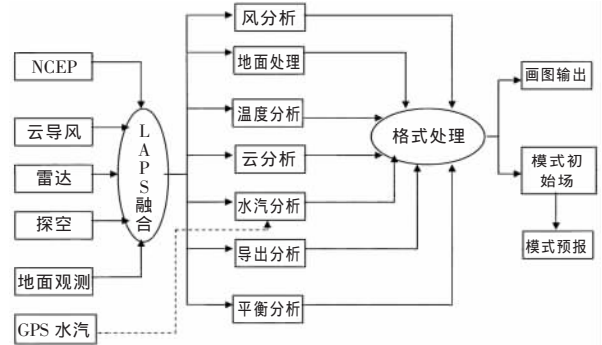 NCEP
云导风
雷达
探空
地面观测
GPS 水汽
LAPS融合
风分析
地面处理
温度分析
云分析
水汽分析
导出分析
平衡分析
格式处理
画图输出
模式初
始场
模式预报